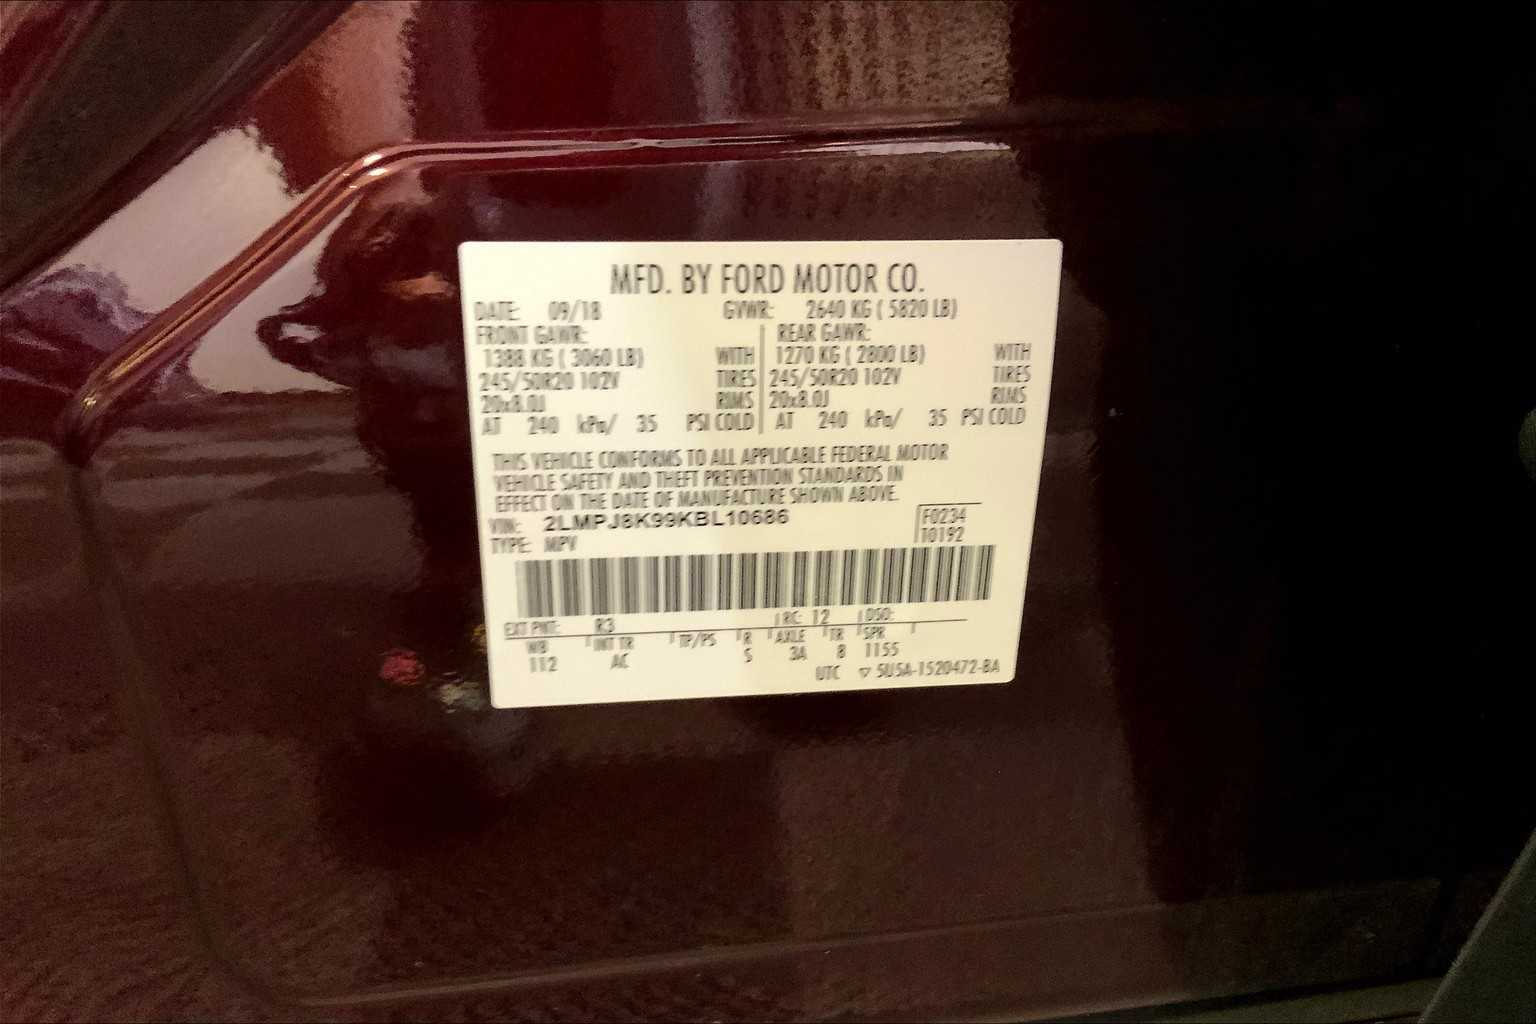 MFD. BY FORD MOTOR CO.
DATE: 09/18 GVWR: 2640 KG ( 5820 LB)
FRONT GAWR: REAR GAWR:
1388 KG ( 3060 LB) WITH 1270 KG ( 2800 LB) WITH
245/50R20 102V TIRES 245/50R20 102V TIRES
20x8.0J RIMS 20x8.0J RIMS
AT 240 kPa/ 35 PSI COLD AT 240 kPa/ 35 PSI COLD
THIS VEHICLE CONFORMS TO ALL APPLICABLE FEDERAL MOTOR
VEHICLE SAFETY AND THEFT PREVENTION STANDARDS IN
EFFECT ON THE DATE OF MANUFACTURE SHOWN ABOVE.
VIN: 2LMPJ8K99KBL10686 F0234
TYPE: MPV T0192
EXT PNT: R3 RC: 12 DSO:
WB INT TR TP/PS R AXLE TR SPR
112 AC 5 3A 8 1155
UTC ▽ 5U5A-1520472-BA